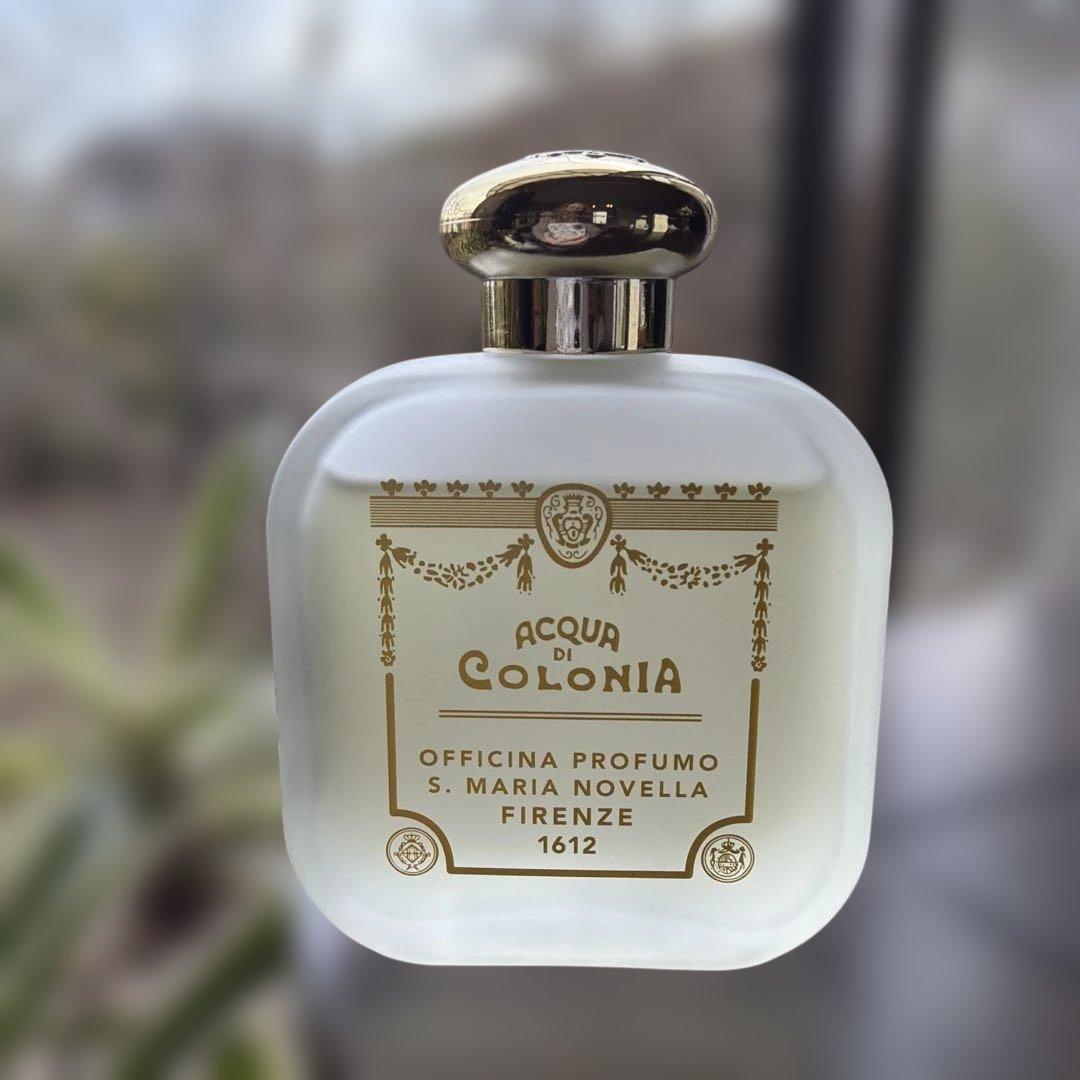 ACQUA
DI
COLONIA
OFFICINA PROFUMO
S. MARIA NOVELLA
FIRENZE
1612